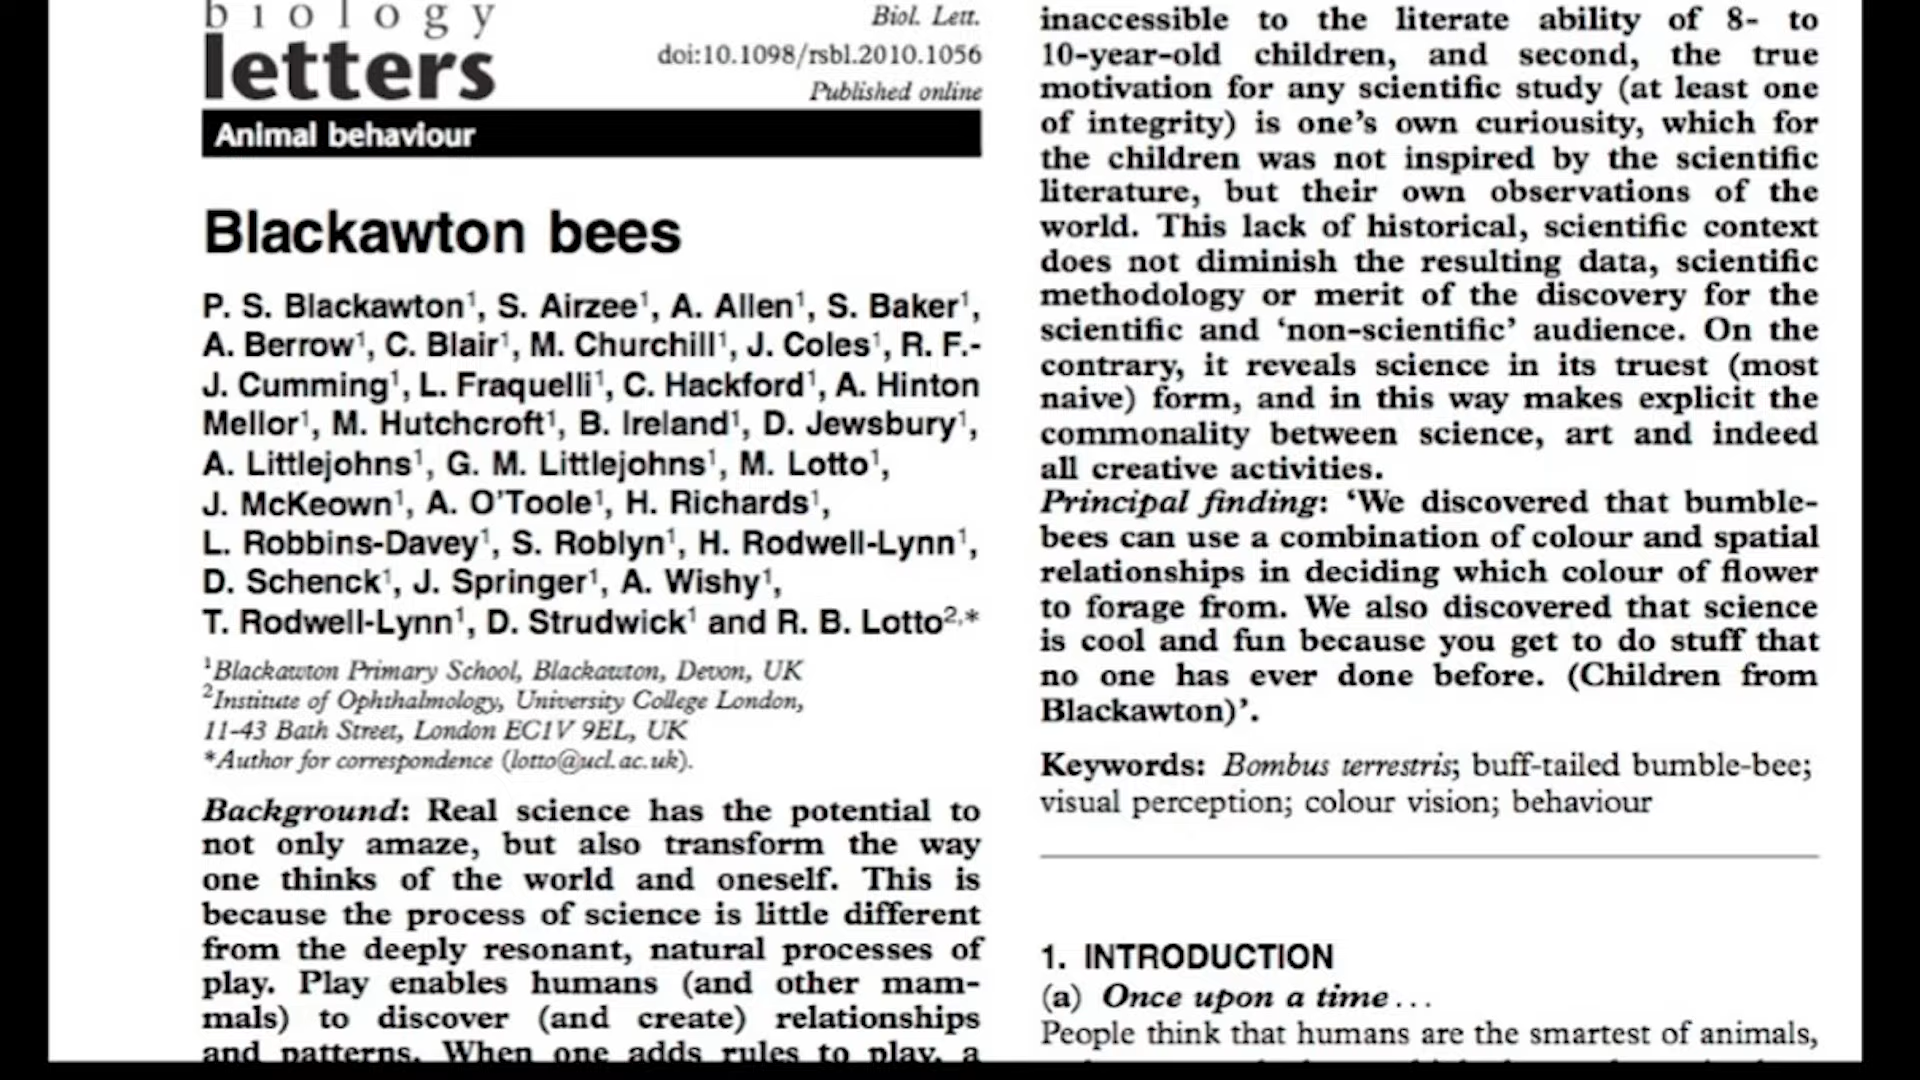 biology
letters
Biol. Lett.
doi:10.1098/rsbl.2010.1056
Published online
Animal behaviour
Blackawton bees
P. S. Blackawton¹, S. Airzee¹, A. Allen¹, S. Baker¹,
A. Berrow¹, C. Blair¹, M. Churchill¹, J. Coles¹, R. F.-
J. Cumming¹, L. Fraquelli¹, C. Hackford¹, A. Hinton
Mellor¹, M. Hutchcroft¹, B. Ireland¹, D. Jewsbury¹,
A. Littlejohns¹, G. M. Littlejohns¹, M. Lotto¹,
J. McKeown¹, A. O'Toole¹, H. Richards¹,
L. Robbins-Davey¹, S. Roblyn¹, H. Rodwell-Lynn¹,
D. Schenck¹, J. Springer¹, A. Wishy¹,
T. Rodwell-Lynn¹, D. Strudwick¹ and R. B. Lotto²,*
¹Blackawton Primary School, Blackawton, Devon, UK
²Institute of Ophthalmology, University College London,
11-43 Bath Street, London EC1V 9EL, UK
*Author for correspondence (lotto@ucl.ac.uk).
Background: Real science has the potential to
not only amaze, but also transform the way
one thinks of the world and oneself. This is
because the process of science is little different
from the deeply resonant, natural processes of
play. Play enables humans (and other mam-
mals) to discover (and create) relationships
and patterns. When one adds rules to play, a
inaccessible to the literate ability of 8- to
10-year-old children, and second, the true
motivation for any scientific study (at least one
of integrity) is one's own curiousity, which for
the children was not inspired by the scientific
literature, but their own observations of the
world. This lack of historical, scientific context
does not diminish the resulting data, scientific
methodology or merit of the discovery for the
scientific and 'non-scientific' audience. On the
contrary, it reveals science in its truest (most
naive) form, and in this way makes explicit the
commonality between science, art and indeed
all creative activities.
Principal finding: 'We discovered that bumble-
bees can use a combination of colour and spatial
relationships in deciding which colour of flower
to forage from. We also discovered that science
is cool and fun because you get to do stuff that
no one has ever done before. (Children from
Blackawton)'.
Keywords: Bombus terrestris; buff-tailed bumble-bee;
visual perception; colour vision; behaviour
1. INTRODUCTION
(a) Once upon a time...
People think that humans are the smartest of animals,